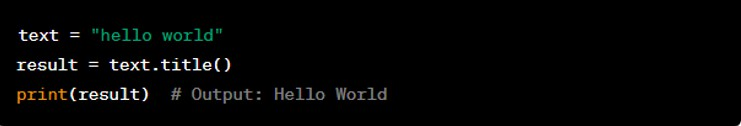 text = "hello world"
result = text.title()
print(result)  # Output: Hello World